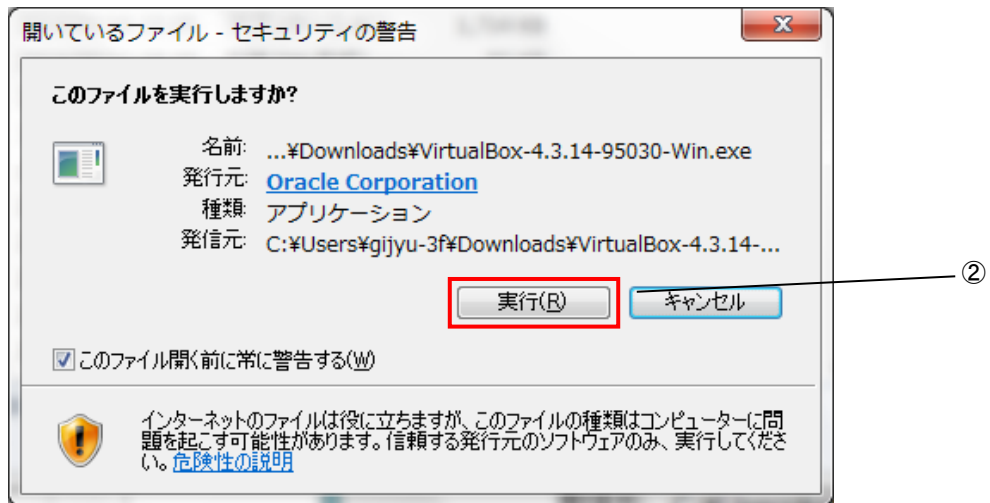 開いているファイル - セキュリティの警告
このファイルを実行しますか?
名前: ...¥Downloads¥VirtualBox-4.3.14-95030-Win.exe
発行元: Oracle Corporation
種類: アプリケーション
発信元: C:¥Users¥gijyu-3f¥Downloads¥VirtualBox-4.3.14-...
②
実行(R) キャンセル
このファイル開く前に常に警告する(W)
インターネットのファイルは役に立ちますが、このファイルの種類はコンピューターに問
題を起こす可能性があります。信頼する発行元のソフトウェアのみ、実行してくださ
い。危険性の説明